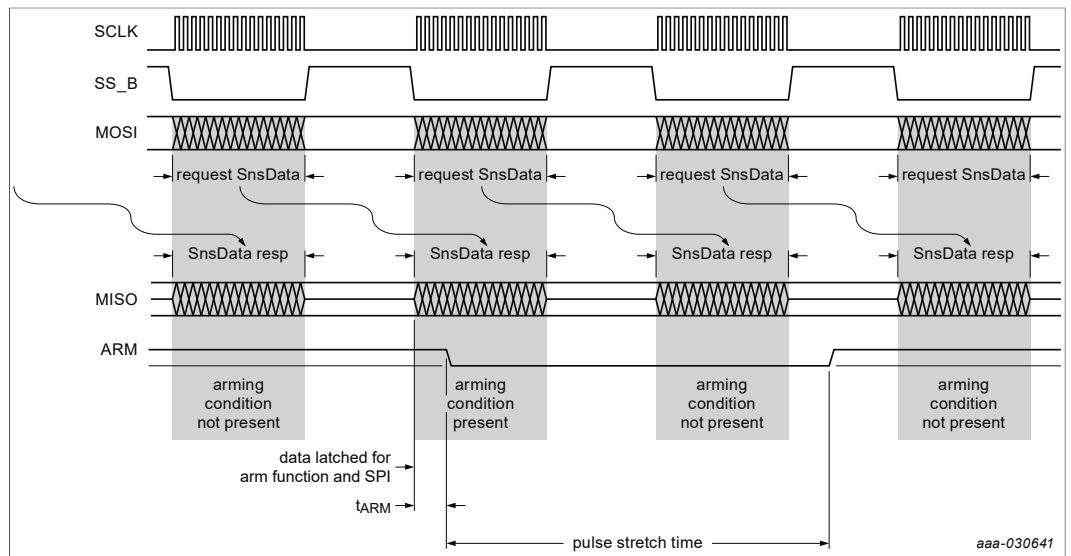 SCLK
SS_B
MOSI
request SnsData
request SnsData
request SnsData
request SnsData
SnsData resp
SnsData resp
SnsData resp
SnsData resp
MISO
ARM
arming
condition
not present
arming
condition
present
arming
condition
not present
arming
condition
not present
data latched for
arm function and SPI
tARM
pulse stretch time
aaa-030641